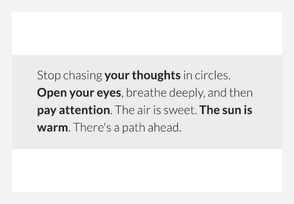 Stop chasing your thoughts in circles.
Open your eyes, breathe deeply, and then
pay attention. The air is sweet. The sun is
warm. There's a path ahead.